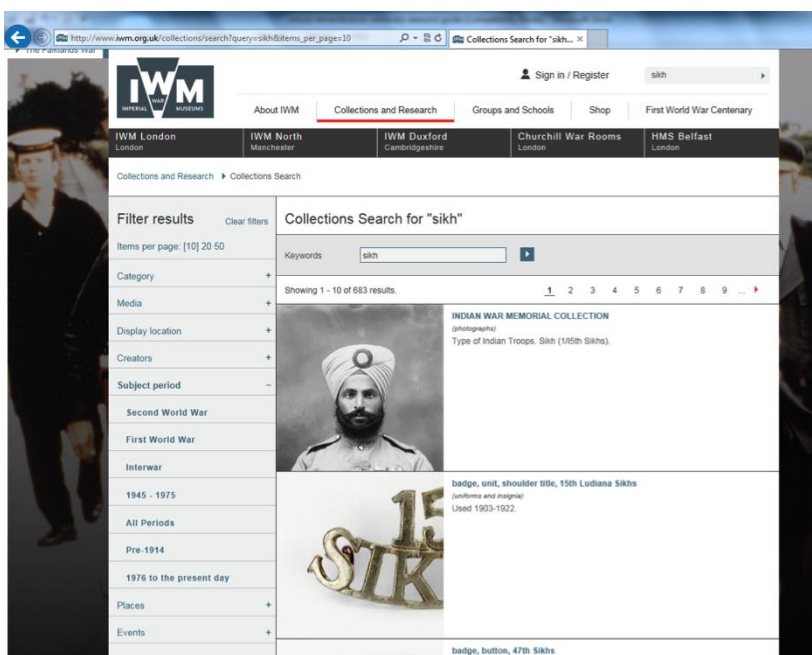 http://www.iwm.org.uk/collections/search?query=sikh&items_per_page=10
Collections Search for "sikh...
The Falklands War
IWM
IMPERIAL WAR MUSEUMS
Sign in / Register
sikh
About IWM
Collections and Research
Groups and Schools
Shop
First World War Centenary
IWM London
London
IWM North
Manchester
IWM Duxford
Cambridgeshire
Churchill War Rooms
London
HMS Belfast
London
Collections and Research
Collections Search
Filter results
Clear filters
Items per page: [10] 20 50
Category +
Media +
Display location +
Creators +
Subject period -
Second World War
First World War
Interwar
1945 - 1975
All Periods
Pre-1914
1976 to the present day
Places +
Events +
Collections Search for "sikh"
Keywords
sikh
Showing 1 - 10 of 683 results.
1 2 3 4 5 6 7 8 9 ...
INDIAN WAR MEMORIAL COLLECTION
(photographs)
Type of Indian Troops. Sikh (1/I5th Sikhs).
badge, unit, shoulder title, 15th Ludiana Sikhs
(uniforms and insignia)
Used 1903-1922.
15
SIK
badge, button, 47th Sikhs